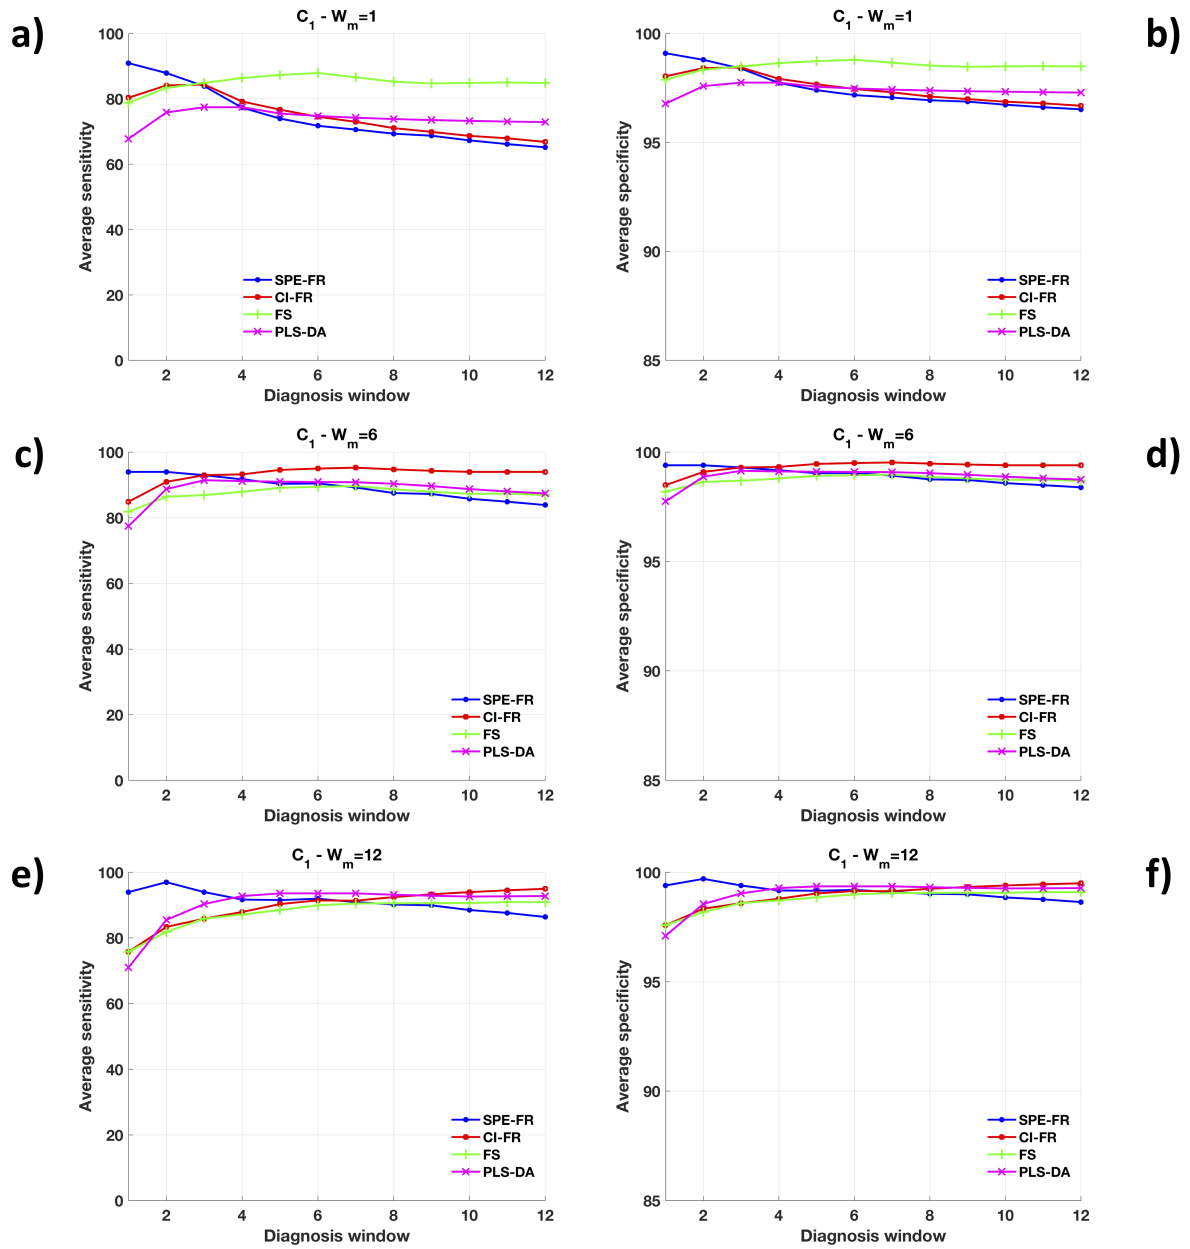 a)
C1 - Wm=1
Average sensitivity
100
80
60
40
20
0
SPE-FR
CI-FR
FS
PLS-DA
2 4 6 8 10 12
Diagnosis window
b)
C1 - Wm=1
Average specificity
100
95
90
85
SPE-FR
CI-FR
FS
PLS-DA
2 4 6 8 10 12
Diagnosis window
c)
C1 - Wm=6
Average sensitivity
100
80
60
40
20
0
SPE-FR
CI-FR
FS
PLS-DA
2 4 6 8 10 12
Diagnosis window
d)
C1 - Wm=6
Average specificity
100
95
90
85
SPE-FR
CI-FR
FS
PLS-DA
2 4 6 8 10 12
Diagnosis window
e)
C1 - Wm=12
Average sensitivity
100
80
60
40
20
0
SPE-FR
CI-FR
FS
PLS-DA
2 4 6 8 10 12
Diagnosis window
f)
C1 - Wm=12
Average specificity
100
95
90
85
SPE-FR
CI-FR
FS
PLS-DA
2 4 6 8 10 12
Diagnosis window